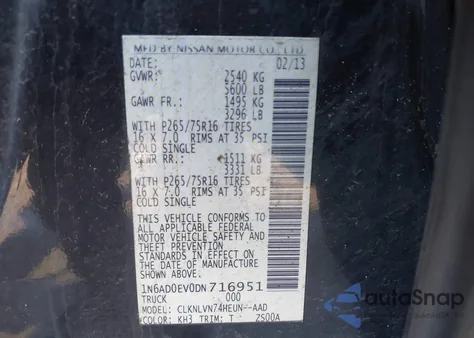 MFD BY NISSAN MOTOR CO., LTD.
DATE: 02/13
GVWR: 2540 KG
5600 LB
GAWR FR: 1495 KG
3296 LB
WITH P265/75R16 TIRES
16 X 7.0 RIMS AT 35 PSI
COLD SINGLE
GAWR RR: 1511 KG
3331 LB
WITH P265/75R16 TIRES
16 X 7.0 RIMS AT 35 PSI
COLD SINGLE
THIS VEHICLE CONFORMS TO
ALL APPLICABLE FEDERAL
MOTOR VEHICLE SAFETY AND THEFT
PREVENTION
STANDARDS IN EFFECT ON
THE DATE OF MANUFACTURE
SHOWN ABOVE.
1N6AD0EV0DN716951
TRUCK 000
MODEL: CLKNLVN74HEUN--AAD
COLOR: KH3 TRIM: T ZS00A
autoSnap